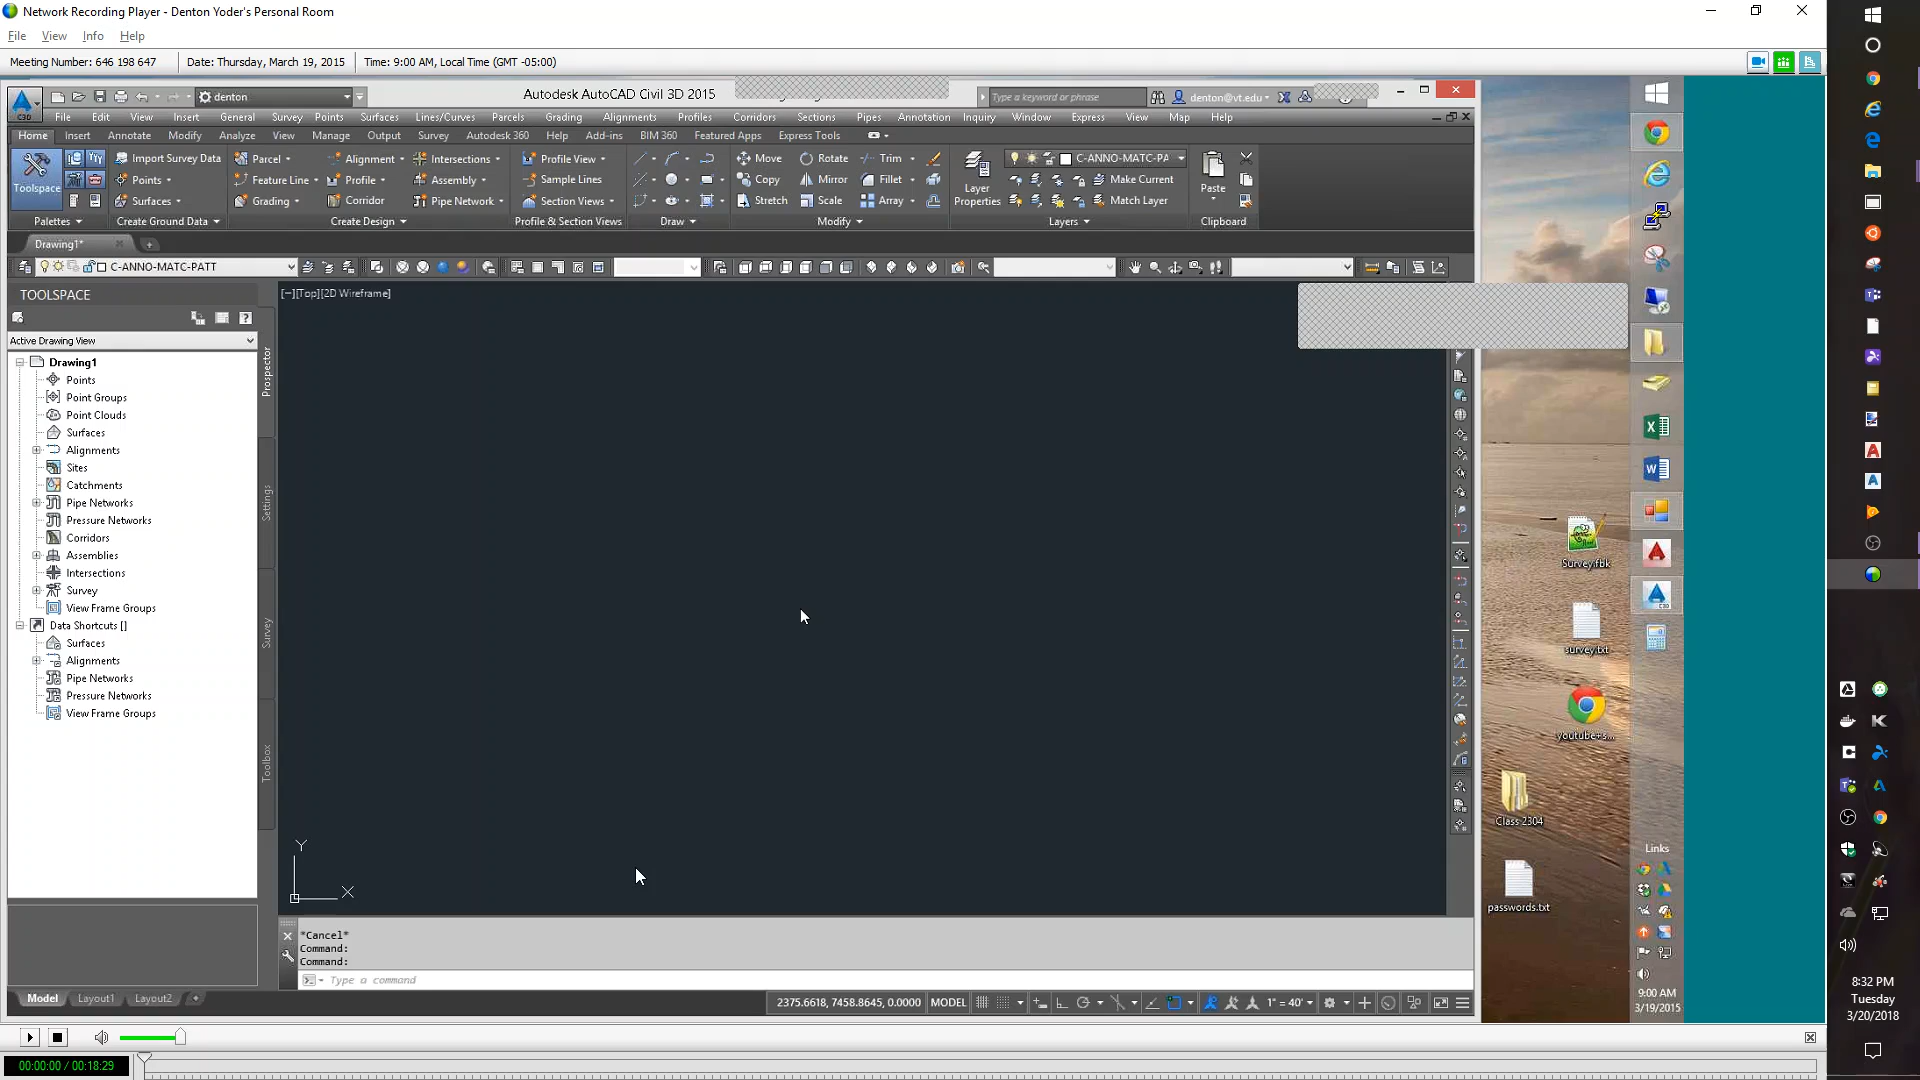 Network Recording Player - Denton Yoder's Personal Room
File View Info Help
Meeting Number: 646 198 647 Date: Thursday, March 19, 2015 Time: 9:00 AM, Local Time (GMT -05:00)
denton
Autodesk AutoCAD Civil 3D 2015
Type a keyword or phrase
denton@vt.edu
C3D
File Edit View Insert General Survey Points Surfaces Lines/Curves Parcels Grading Alignments Profiles Corridors Sections Pipes Annotation Inquiry Window Express View Map Help
Home Insert Annotate Modify Analyze View Manage Output Survey Autodesk 360 Help Add-ins BIM 360 Featured Apps Express Tools
Import Survey Data Parcel Alignment Intersections Profile View Move Rotate Trim C-ANNO-MATC-PA
Toolspace Points Feature Line Profile Assembly Sample Lines Copy Mirror Fillet Layer Properties Make Current Paste
Surfaces Grading Corridor Pipe Network Section Views Stretch Scale Array Match Layer
Palettes Create Ground Data Create Design Profile & Section Views Draw Modify Layers Clipboard
Drawing1*
C-ANNO-MATC-PATT
TOOLSPACE
[−][Top][2D Wireframe]
Active Drawing View
Drawing1
Points
Point Groups
Point Clouds
Surfaces
Alignments
Sites
Catchments
Pipe Networks
Pressure Networks
Corridors
Assemblies
Intersections
Survey
View Frame Groups
Data Shortcuts []
Surfaces
Alignments
Pipe Networks
Pressure Networks
View Frame Groups
Prospector
Settings
Survey
Toolbox
Y
X
*Cancel*
Command:
Command:
Type a command
Model Layout1 Layout2
2375.6618, 7458.8645, 0.0000 MODEL 1" = 40'
Survey.fbk
survey.txt
youtube+s...
Class 2304
passwords.txt
Links
9:00 AM
3/19/2015
8:32 PM
Tuesday
3/20/2018
00:00:00 / 00:18:29